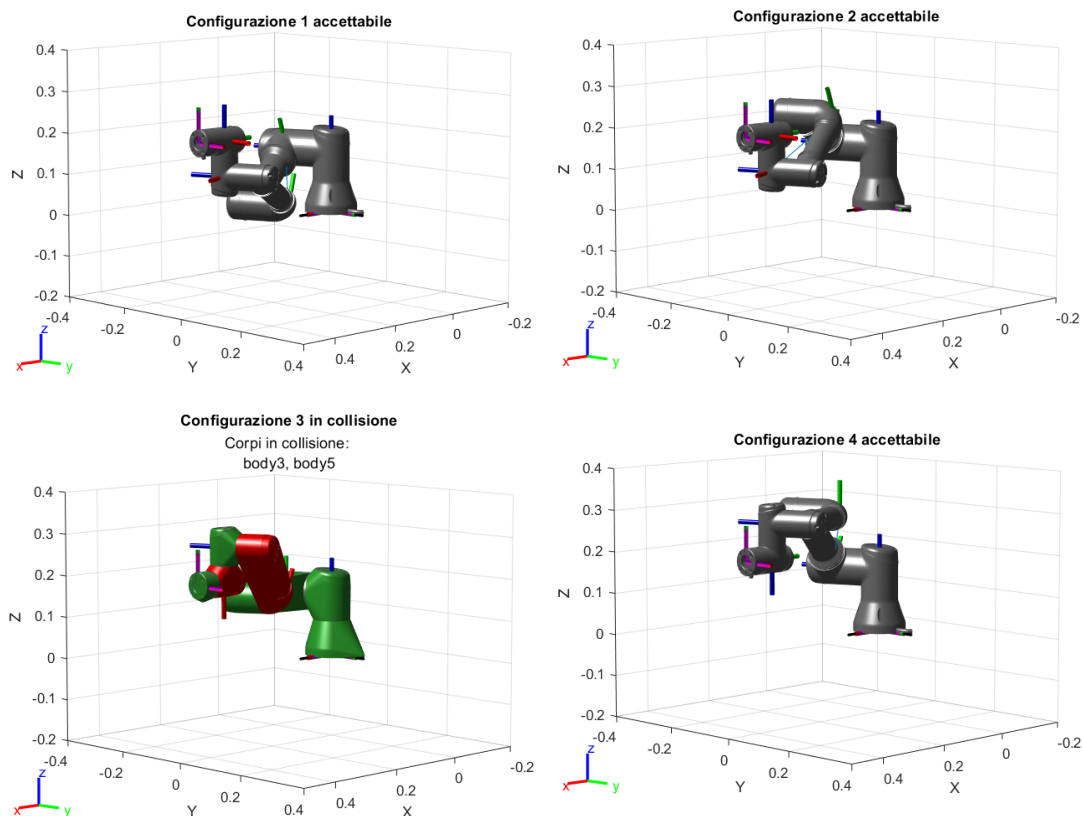 Configurazione 1 accettabile
0.4
0.3
0.2
0.1
0
-0.1
-0.2
Z
-0.4
-0.2
0
0.2
0.4
Y
0.4
0.2
0
-0.2
X
z
x
y
Configurazione 2 accettabile
0.4
0.3
0.2
0.1
0
-0.1
-0.2
Z
-0.4
-0.2
0
0.2
0.4
Y
0.4
0.2
0
-0.2
X
z
x
y
Configurazione 3 in collisione
Corpi in collisione:
body3, body5
0.4
0.3
0.2
0.1
0
-0.1
-0.2
Z
-0.4
-0.2
0
0.2
0.4
Y
0.4
0.2
0
-0.2
X
z
x
y
Configurazione 4 accettabile
0.4
0.3
0.2
0.1
0
-0.1
-0.2
Z
-0.4
-0.2
0
0.2
0.4
Y
0.4
0.2
0
-0.2
X
z
x
y